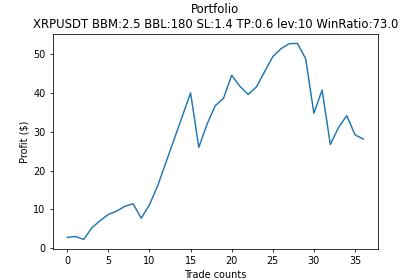 Portfolio
XRPUSDT BBM:2.5 BBL:180 SL:1.4 TP:0.6 lev:10 WinRatio:73.0
50
40
30
20
10
0
Profit ($)
0 5 10 15 20 25 30 35
Trade counts